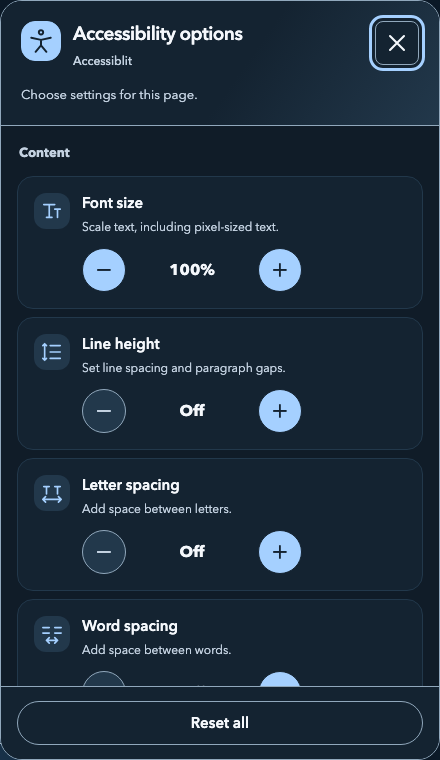 Accessibility options
Accessiblit
Choose settings for this page.
Content
Font size
Scale text, including pixel-sized text.
100%
Line height
Set line spacing and paragraph gaps.
Off
Letter spacing
Add space between letters.
Off
Word spacing
Add space between words.
Reset all